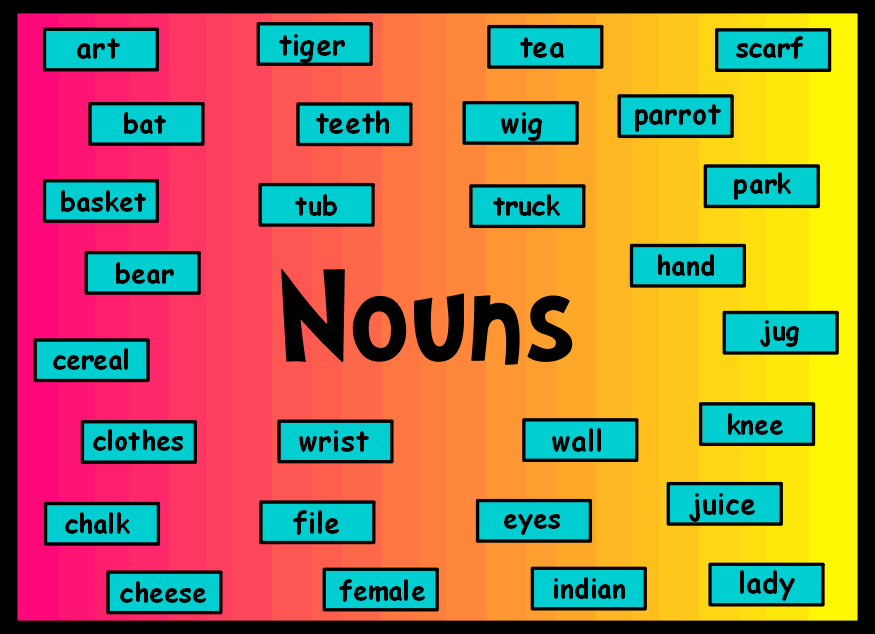 art
tiger
tea
scarf
bat
teeth
wig
parrot
basket
tub
truck
park
bear
hand
Nouns
jug
cereal
clothes
wrist
wall
knee
chalk
file
eyes
juice
cheese
female
indian
lady